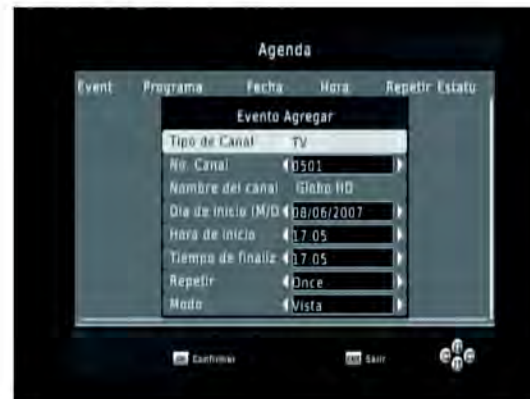 Agenda
Event Programa Fecha Hora Repetir Estatu
Evento Agregar
Tipo de Canal TV
No. Canal 0501
Nombre del canal Globo HD
Dia de inicio (M/D 08/06/2007
Hora de inicio 17 05
Tiempo de finaliz 17 05
Repetir Once
Modo Vista
Confirmar Salir